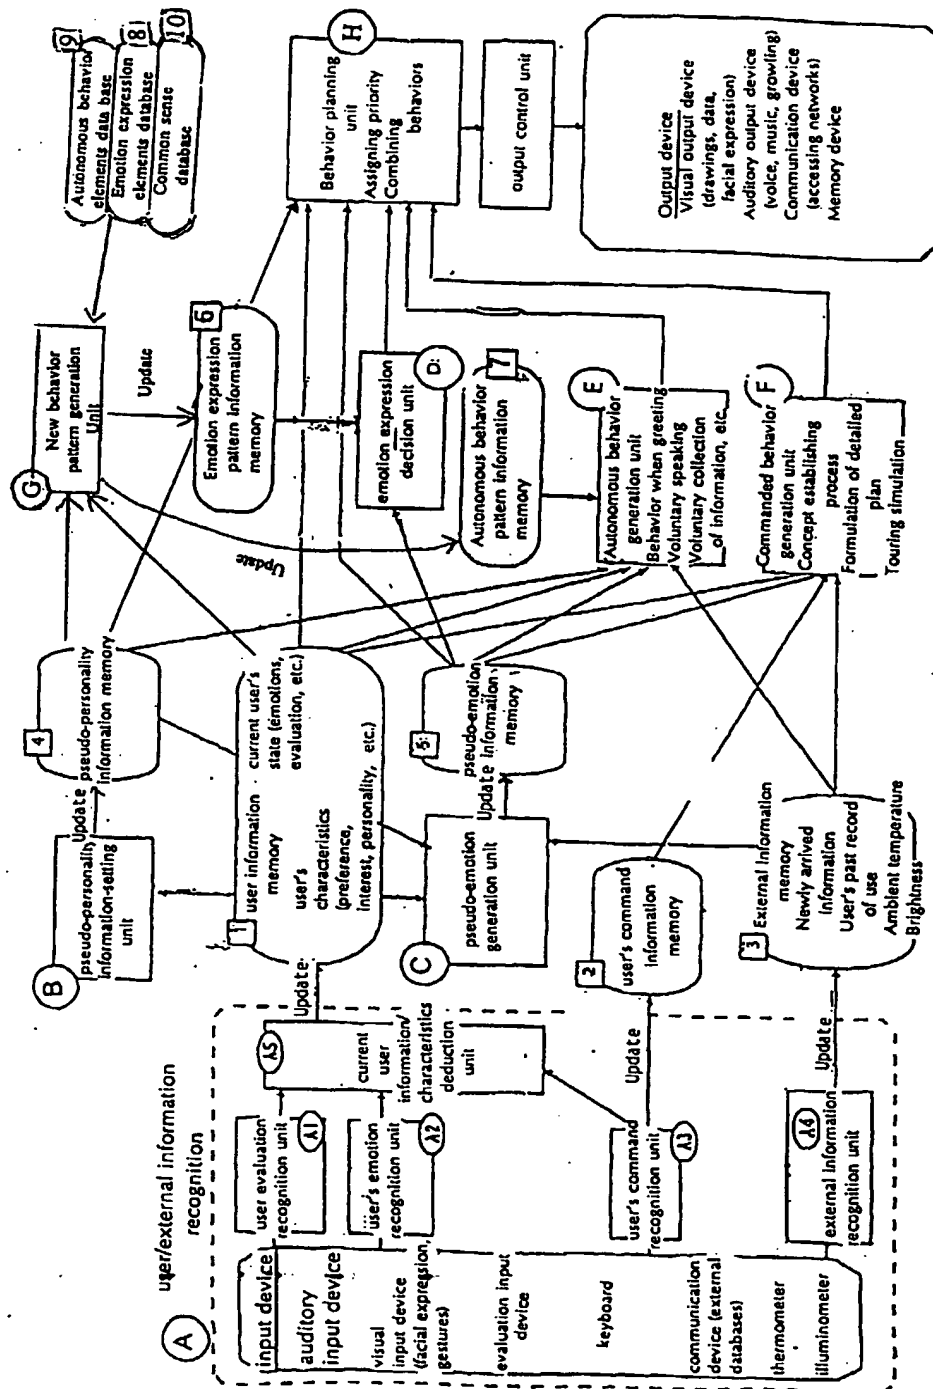 A
user/external information
recognition
input device
auditory
input device
visual
input device
(facial expression,
gestures)
evaluation input
device
keyboard
communication
device (external
databases)
thermometer
illuminometer
user evaluation
recognition unit
A1
user's emotion
recognition unit
A2
user's command
recognition unit
A3
external information
recognition unit
A4
A5
current
user
information/
characteristics
deduction
unit
Update
Update
Update
B
pseudo-personality
information-setting
unit
Update
4
pseudo-personality
information memory
1
user information
memory
user's
characteristics
(preference,
interest, personality, etc.)
current user's
state (emotions,
evaluation, etc.)
C
pseudo-emotion
generation unit
Update
5
pseudo-emotion
information
memory
2
user's command
information
memory
3
External Information
memory
Newly arrived
Information
User's past record
of use
Ambient temperature
Brightness
G
New behavior
pattern generation
Unit
Update
Update
9
Autonomous behavior
elements data base
8
Emotion expression
elements database
10
Common sense
database
6
Emotion expression
pattern information
memory
D
emotion expression
decision unit
7
Autonomous behavior
pattern information
memory
E
Autonomous behavior
generation unit
Behavior when greeting
Voluntary speaking
Voluntary collection
of information, etc.
F
Commanded behavior
generation unit
Concept establishing
process
Formulation of detailed
plan
Touring simulation
H
Behavior planning
unit
Assigning priority
Combining
behaviors
output control unit
Output device
Visual output device
(drawings, data,
facial expression)
Auditory output device
(voice, music, growling)
Communication device
(accessing networks)
Memory device